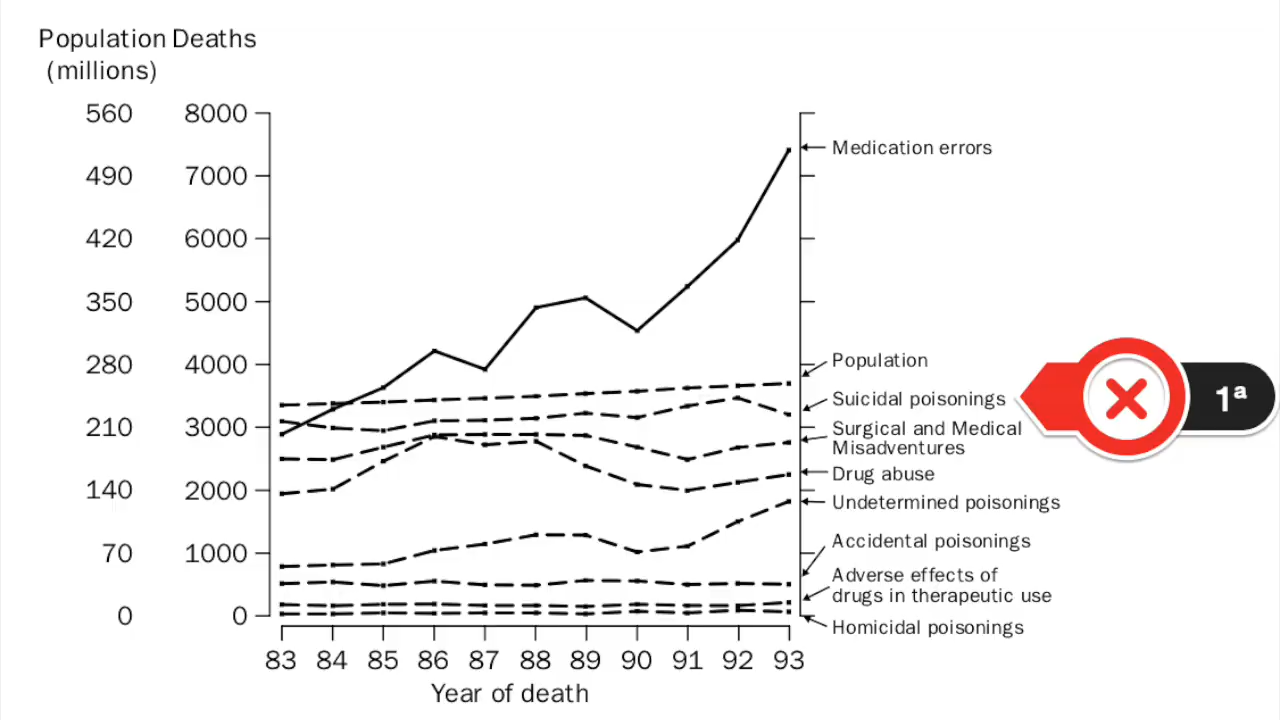 Population Deaths
(millions)
560 8000
490 7000
420 6000
350 5000
280 4000
210 3000
140 2000
70 1000
0 0
Medication errors
Population
Suicidal poisonings
Surgical and Medical
Misadventures
Drug abuse
Undetermined poisonings
Accidental poisonings
Adverse effects of
drugs in therapeutic use
Homicidal poisonings
1ª
83 84 85 86 87 88 89 90 91 92 93
Year of death